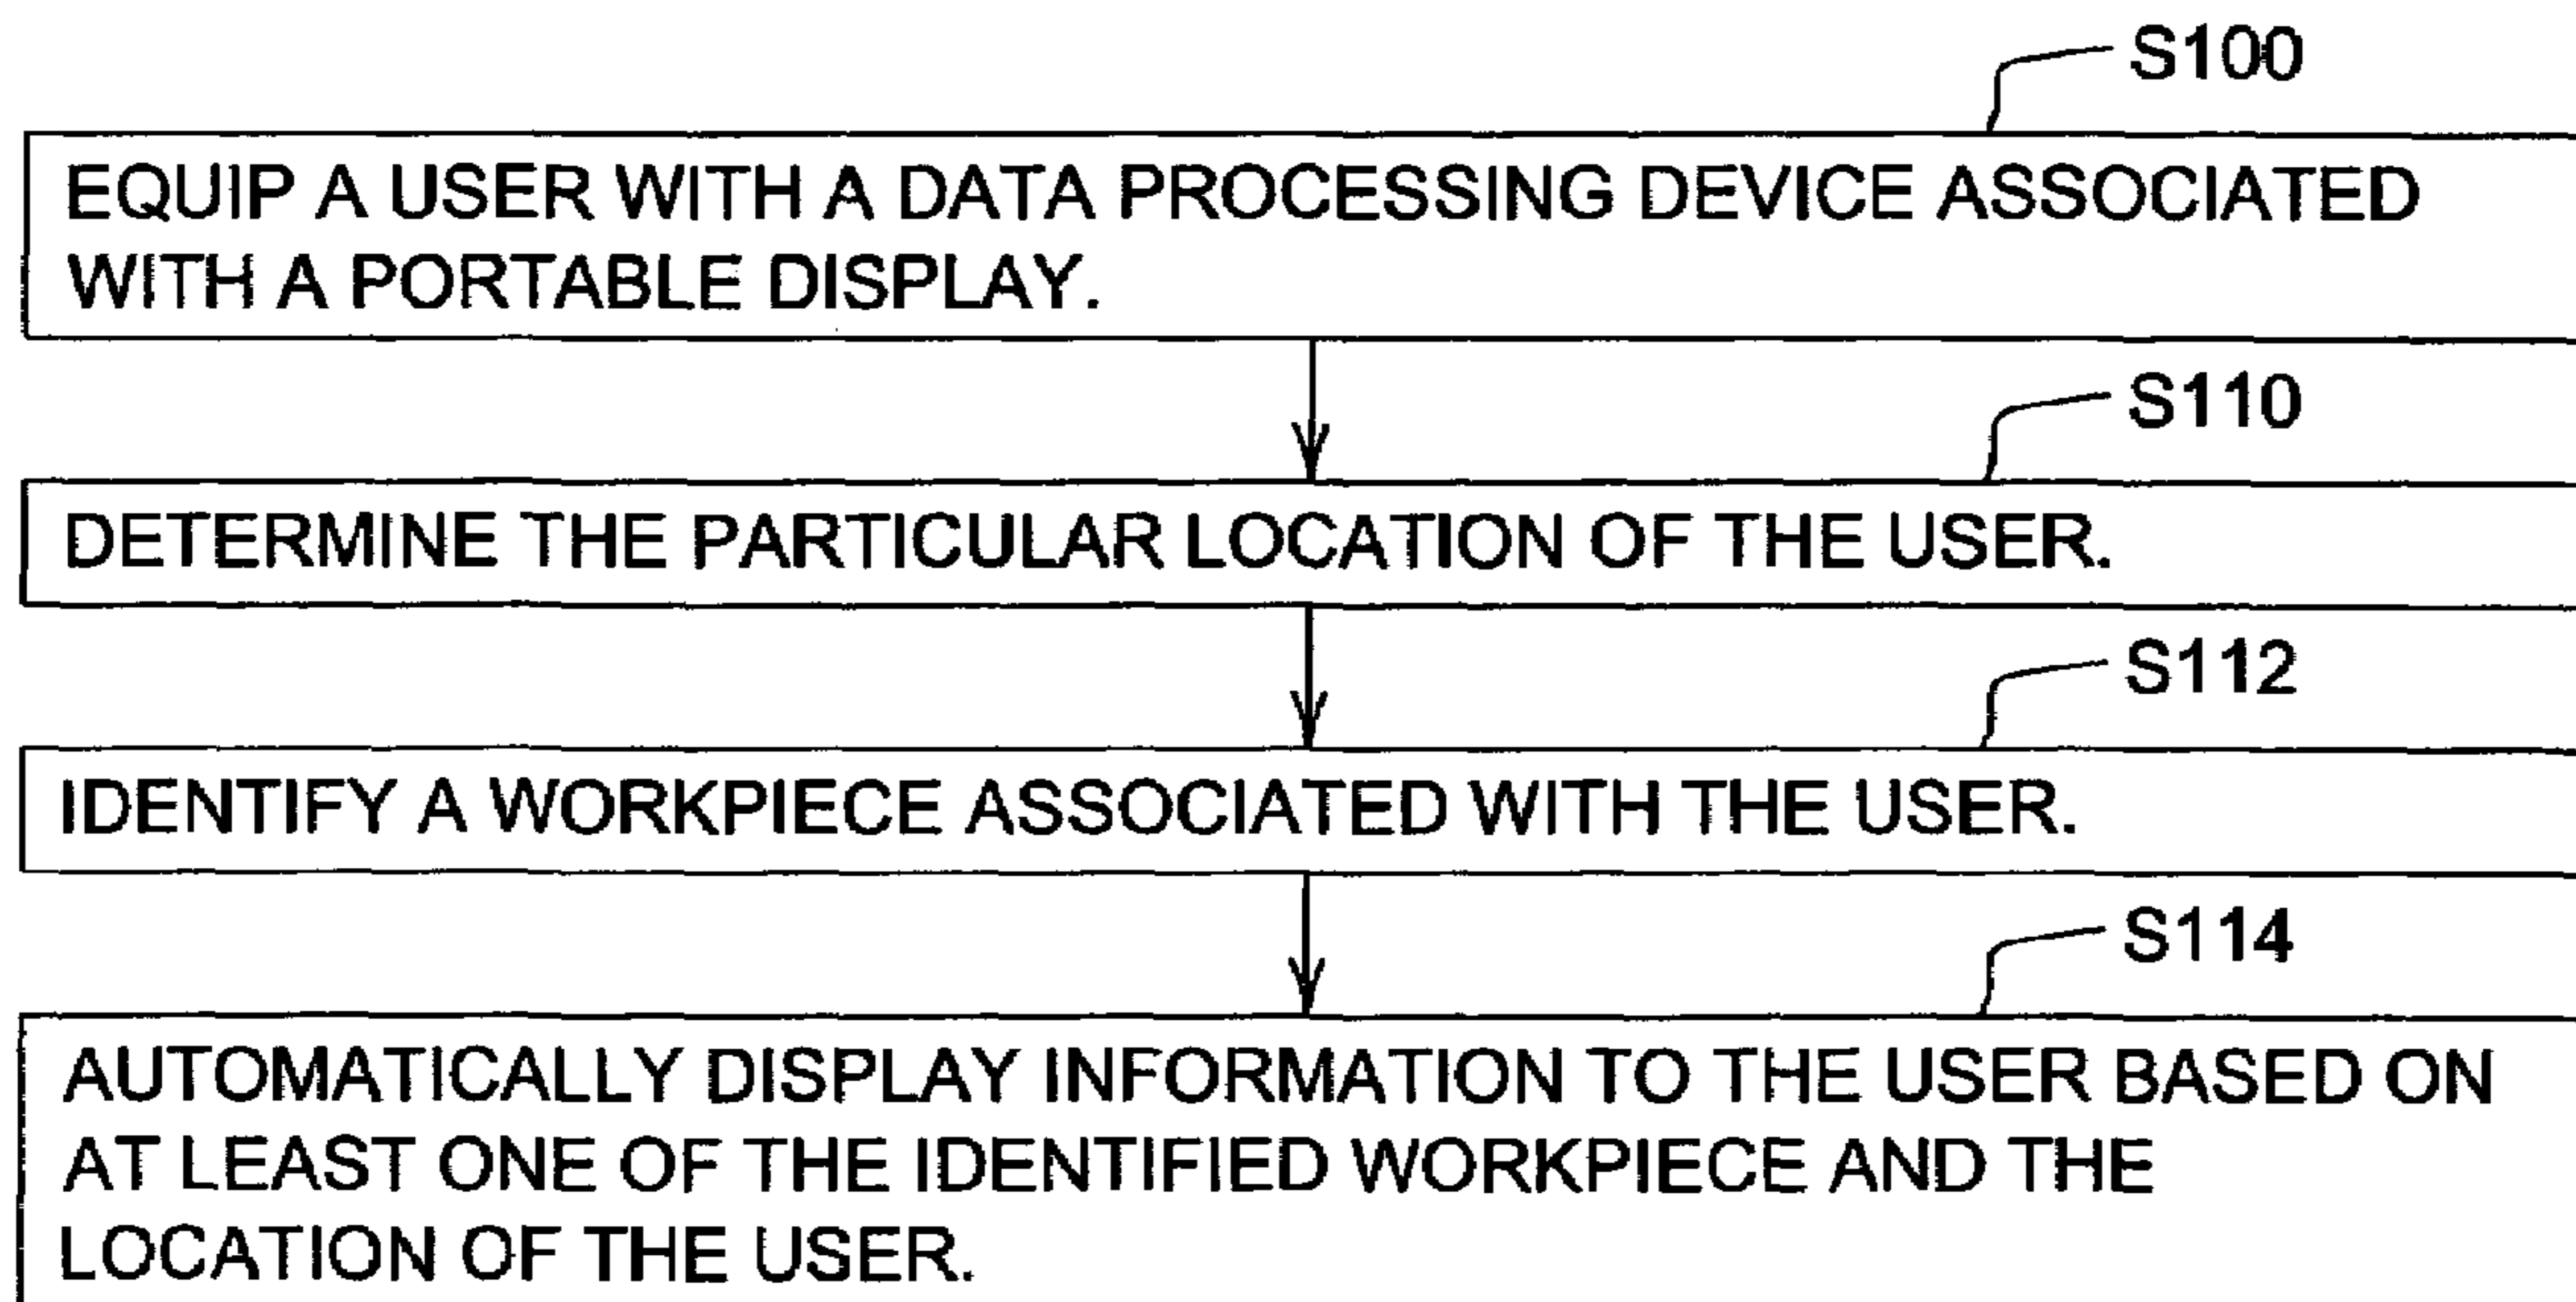 S100
EQUIP A USER WITH A DATA PROCESSING DEVICE ASSOCIATED
WITH A PORTABLE DISPLAY.
S110
DETERMINE THE PARTICULAR LOCATION OF THE USER.
S112
IDENTIFY A WORKPIECE ASSOCIATED WITH THE USER.
S114
AUTOMATICALLY DISPLAY INFORMATION TO THE USER BASED ON
AT LEAST ONE OF THE IDENTIFIED WORKPIECE AND THE
LOCATION OF THE USER.